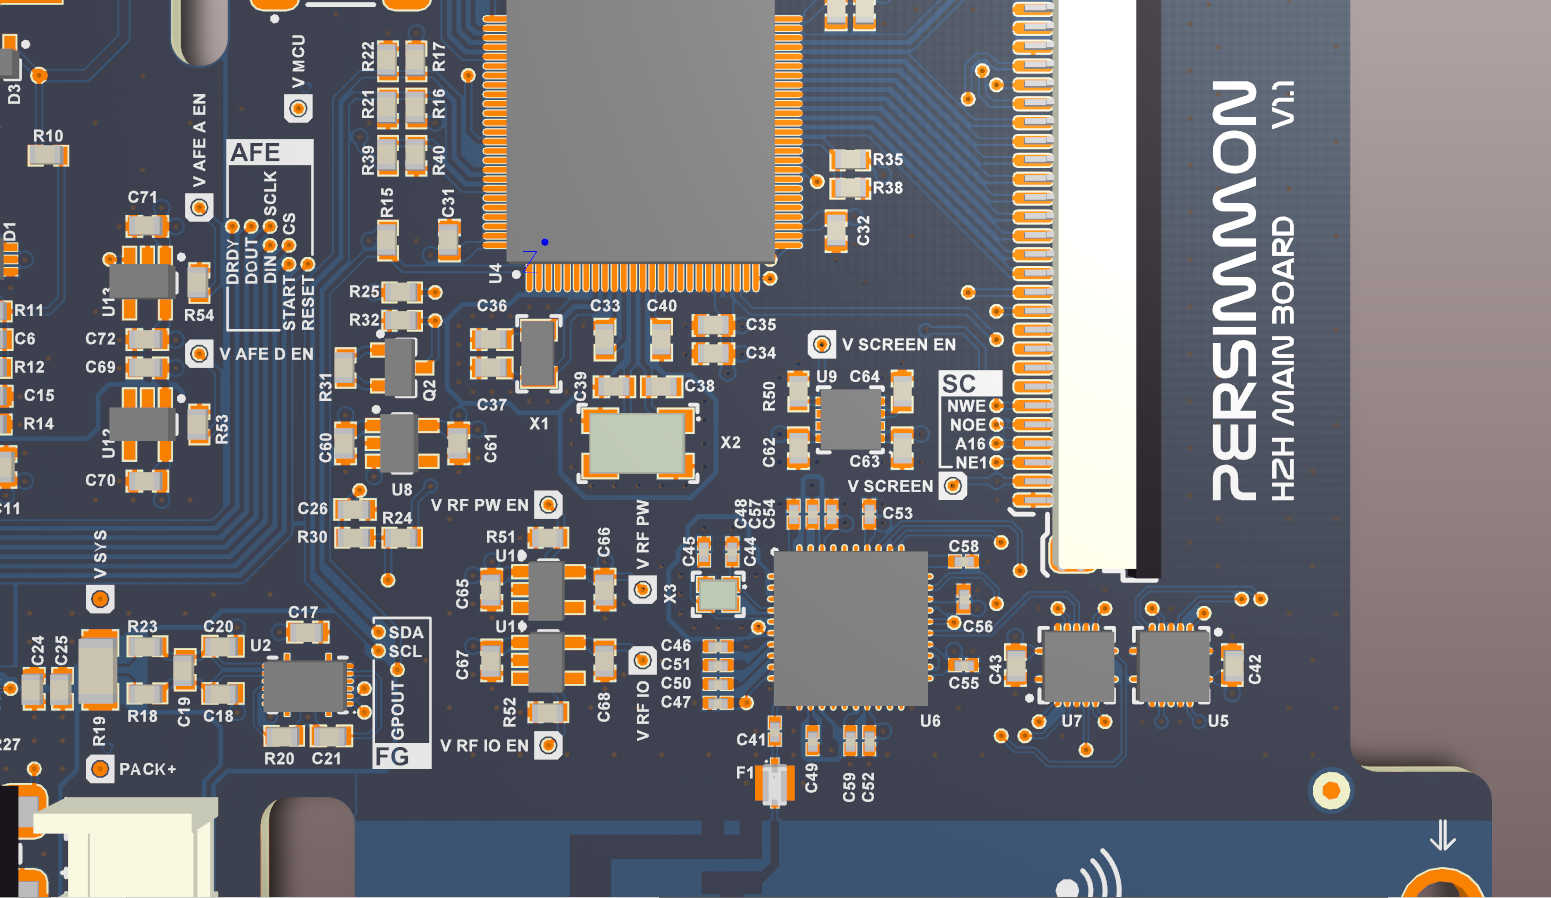 V MCU
R22
R17
D3
R21
R16
V AFE A EN
R10
AFE
R39
R40
R35
R38
SCLK
CS
C71
R15
C31
C32
D1
DRDY
DOUT
DIN
START
RESET
U4
U13
R54
R25
R32
C36
C33
C40
C35
C34
R11
C6
R12
C15
R14
C72
C69
V AFE D EN
V SCREEN EN
R31
Q2
C37
X1
C39
C38
X2
R50
U9
C64
SC
NWE
NOE
A16
NE1
U12
R53
C70
C60
U8
C61
C62
C63
V SCREEN
C11
C26
R30
R24
V RF PW EN
R51
C66
V RF PW
C48
C57
C54
C53
C45
C44
C58
V SYS
C65
X3
C56
C17
SDA
SCL
GPOUT
FG
C24
C25
R23
C20
U2
C67
C68
C46
C51
C50
C47
C55
C43
C42
R19
R18
C19
C18
R52
V RF IO
U6
U7
U5
R27
PACK+
R20
C21
V RF IO EN
C41
F1
C49
C59
C52
PERSIMMON
H2H MAIN BOARD V1.1